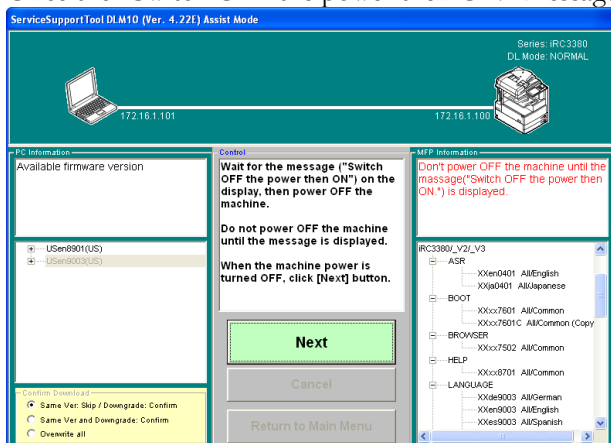 ServiceSupportTool DLM10 (Ver. 4.22E) Assist Mode
Series: iRC3380
DL Mode: NORMAL
172.16.1.101
172.16.1.100
PC Information
Available firmware version
USen8901(US)
USen9003(US)
Confirm Download
Same Ver: Skip / Downgrade: Confirm
Same Ver and Downgrade: Confirm
Overwrite all
Control
Wait for the message ("Switch
OFF the power then ON") on the
display, then power OFF the
machine.
Do not power OFF the machine
until the message is displayed.
When the machine power is
turned OFF, click [Next] button.
Next
Cancel
Return to Main Menu
MFP Information
Don't power OFF the machine until the
massage("Switch OFF the power then
ON.") is displayed.
iRC3380/_V2/_V3
ASR
XXen0401 All/English
XXja0401 All/Japanese
BOOT
XXxx7601 All/Common
XXxx7601C All/Common (Copy
BROWSER
XXxx7502 All/Common
HELP
XXxx8701 All/Common
LANGUAGE
XXde9003 All/German
XXen9003 All/English
XXes9003 All/Spanish